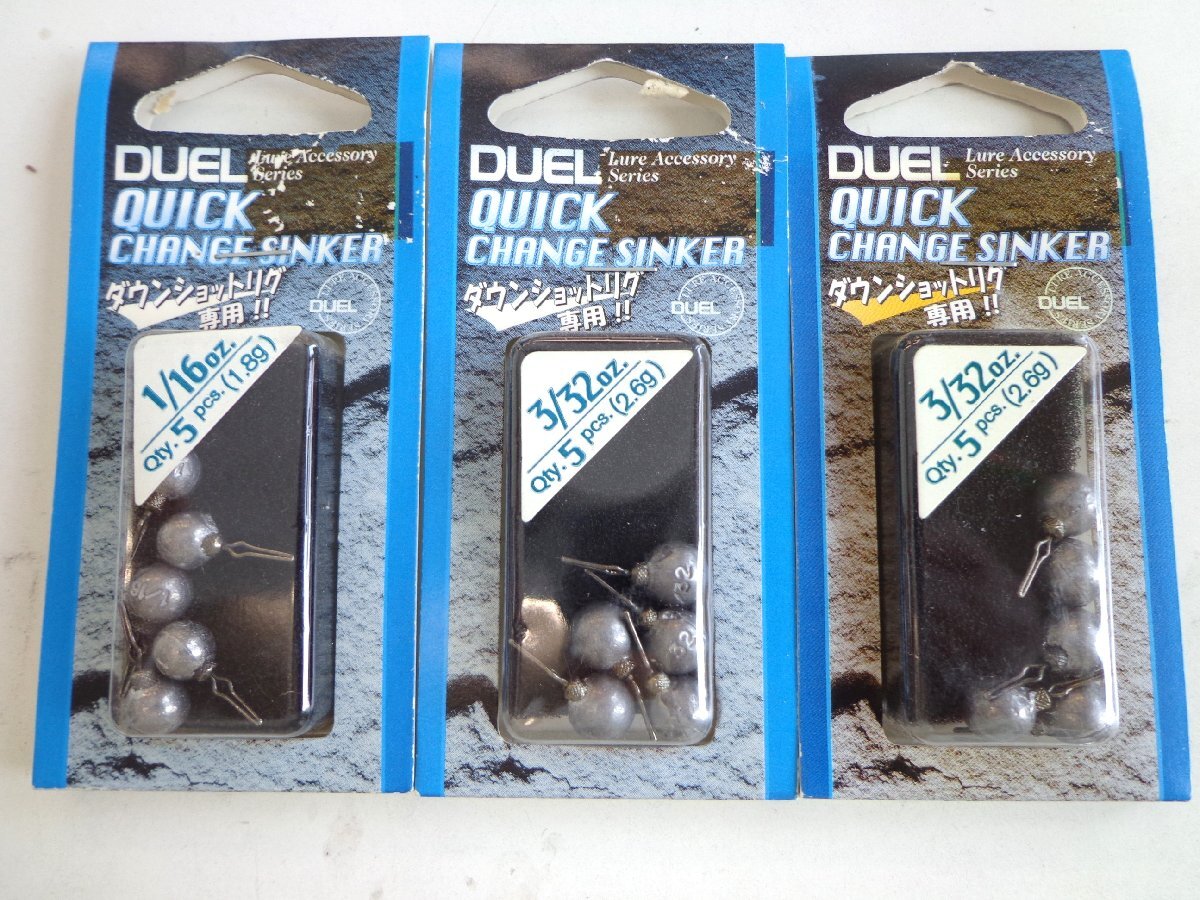 DUEL
Lure Accessory
Series
QUICK
CHANGE SINKER
ダウンショットリグ
専用!!
DUEL
1/16oz.
Qty. 5 pcs.(1.8g)
DUEL
Lure Accessory
Series
QUICK
CHANGE SINKER
ダウンショットリグ
専用!!
DUEL
3/32oz.
Qty. 5 pcs.(2.6g)
32
32
DUEL
Lure Accessory
Series
QUICK
CHANGE SINKER
ダウンショットリグ
専用!!
DUEL
3/32oz.
Qty. 5 pcs.(2.6g)